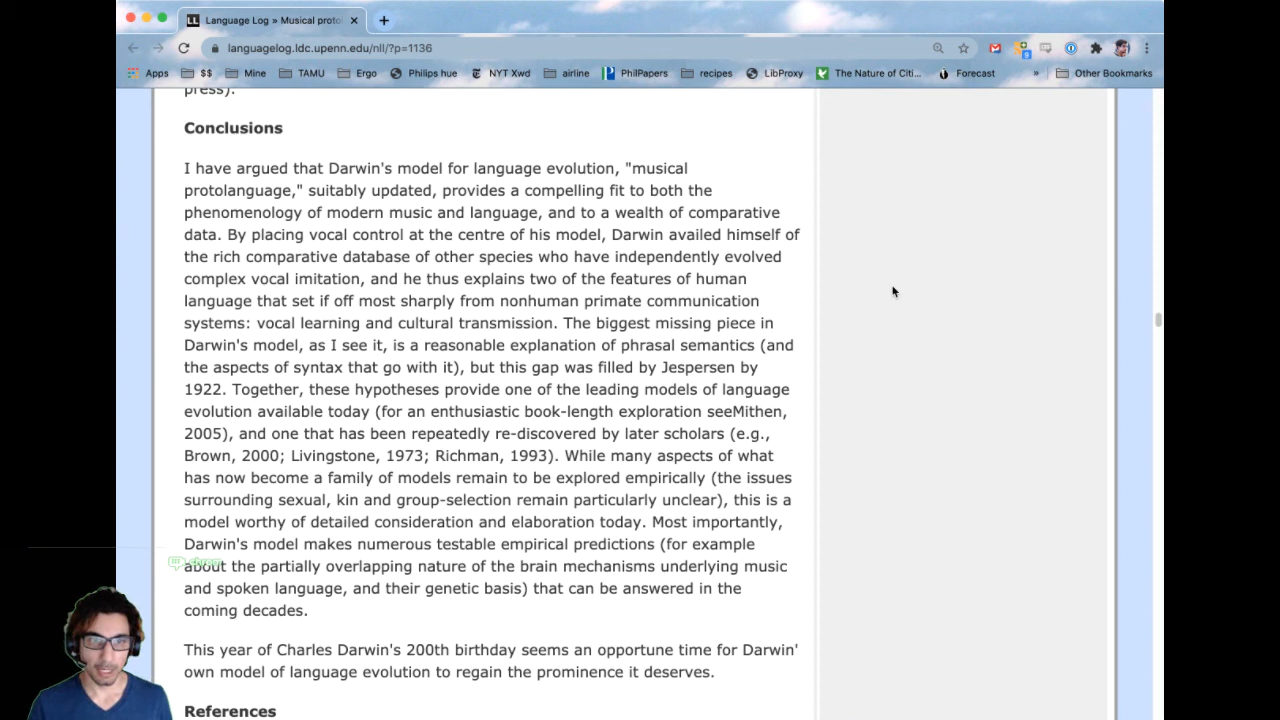 Language Log » Musical proto
languagelog.ldc.upenn.edu/nll/?p=1136
Apps $$ Mine TAMU Ergo Philips hue NYT Xwd airline PhilPapers recipes LibProxy The Nature of Citi... Forecast » Other Bookmarks
press).
Conclusions
I have argued that Darwin's model for language evolution, "musical
protolanguage," suitably updated, provides a compelling fit to both the
phenomenology of modern music and language, and to a wealth of comparative
data. By placing vocal control at the centre of his model, Darwin availed himself of
the rich comparative database of other species who have independently evolved
complex vocal imitation, and he thus explains two of the features of human
language that set if off most sharply from nonhuman primate communication
systems: vocal learning and cultural transmission. The biggest missing piece in
Darwin's model, as I see it, is a reasonable explanation of phrasal semantics (and
the aspects of syntax that go with it), but this gap was filled by Jespersen by
1922. Together, these hypotheses provide one of the leading models of language
evolution available today (for an enthusiastic book-length exploration seeMithen,
2005), and one that has been repeatedly re-discovered by later scholars (e.g.,
Brown, 2000; Livingstone, 1973; Richman, 1993). While many aspects of what
has now become a family of models remain to be explored empirically (the issues
surrounding sexual, kin and group-selection remain particularly unclear), this is a
model worthy of detailed consideration and elaboration today. Most importantly,
Darwin's model makes numerous testable empirical predictions (for example
about the partially overlapping nature of the brain mechanisms underlying music
and spoken language, and their genetic basis) that can be answered in the
coming decades.
This year of Charles Darwin's 200th birthday seems an opportune time for Darwin'
own model of language evolution to regain the prominence it deserves.
References